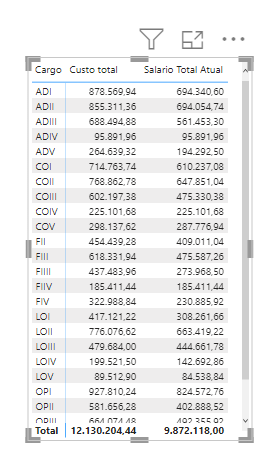 Cargo Custo total Salario Total Atual
ADI 878.569,94 694.340,60
ADII 855.311,36 694.054,74
ADIII 688.494,88 561.453,30
ADIV 95.891,96 95.891,96
ADV 264.639,32 194.292,50
COI 714.763,74 610.237,08
COII 768.862,78 647.851,04
COIII 602.197,38 475.330,38
COIV 225.101,68 225.101,68
COV 298.137,62 287.776,94
FII 454.439,28 409.011,04
FIII 618.331,94 475.587,26
FIIII 437.483,96 273.968,50
FIIV 185.411,44 185.411,44
FIV 322.988,84 230.885,92
LOI 417.121,22 308.261,66
LOII 776.076,62 663.419,22
LOIII 479.684,00 444.661,78
LOIV 199.521,50 142.692,86
LOV 89.512,90 84.538,84
OPI 927.810,24 824.572,76
OPII 581.656,28 402.888,52
OPIII 664.074,48 492.355,92
Total 12.130.204,44 9.872.118,00